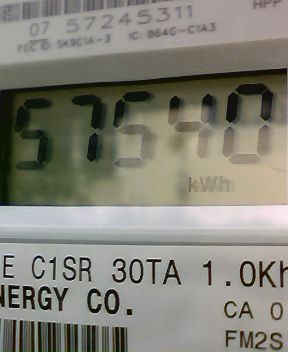 HPP
07 57245311
FCC ID: SK9C1A-3 IC: 864G-C1A3
57540
kWh
E C1SR 30TA 1.0Kh
NERGY CO.
CA 0
FM2S